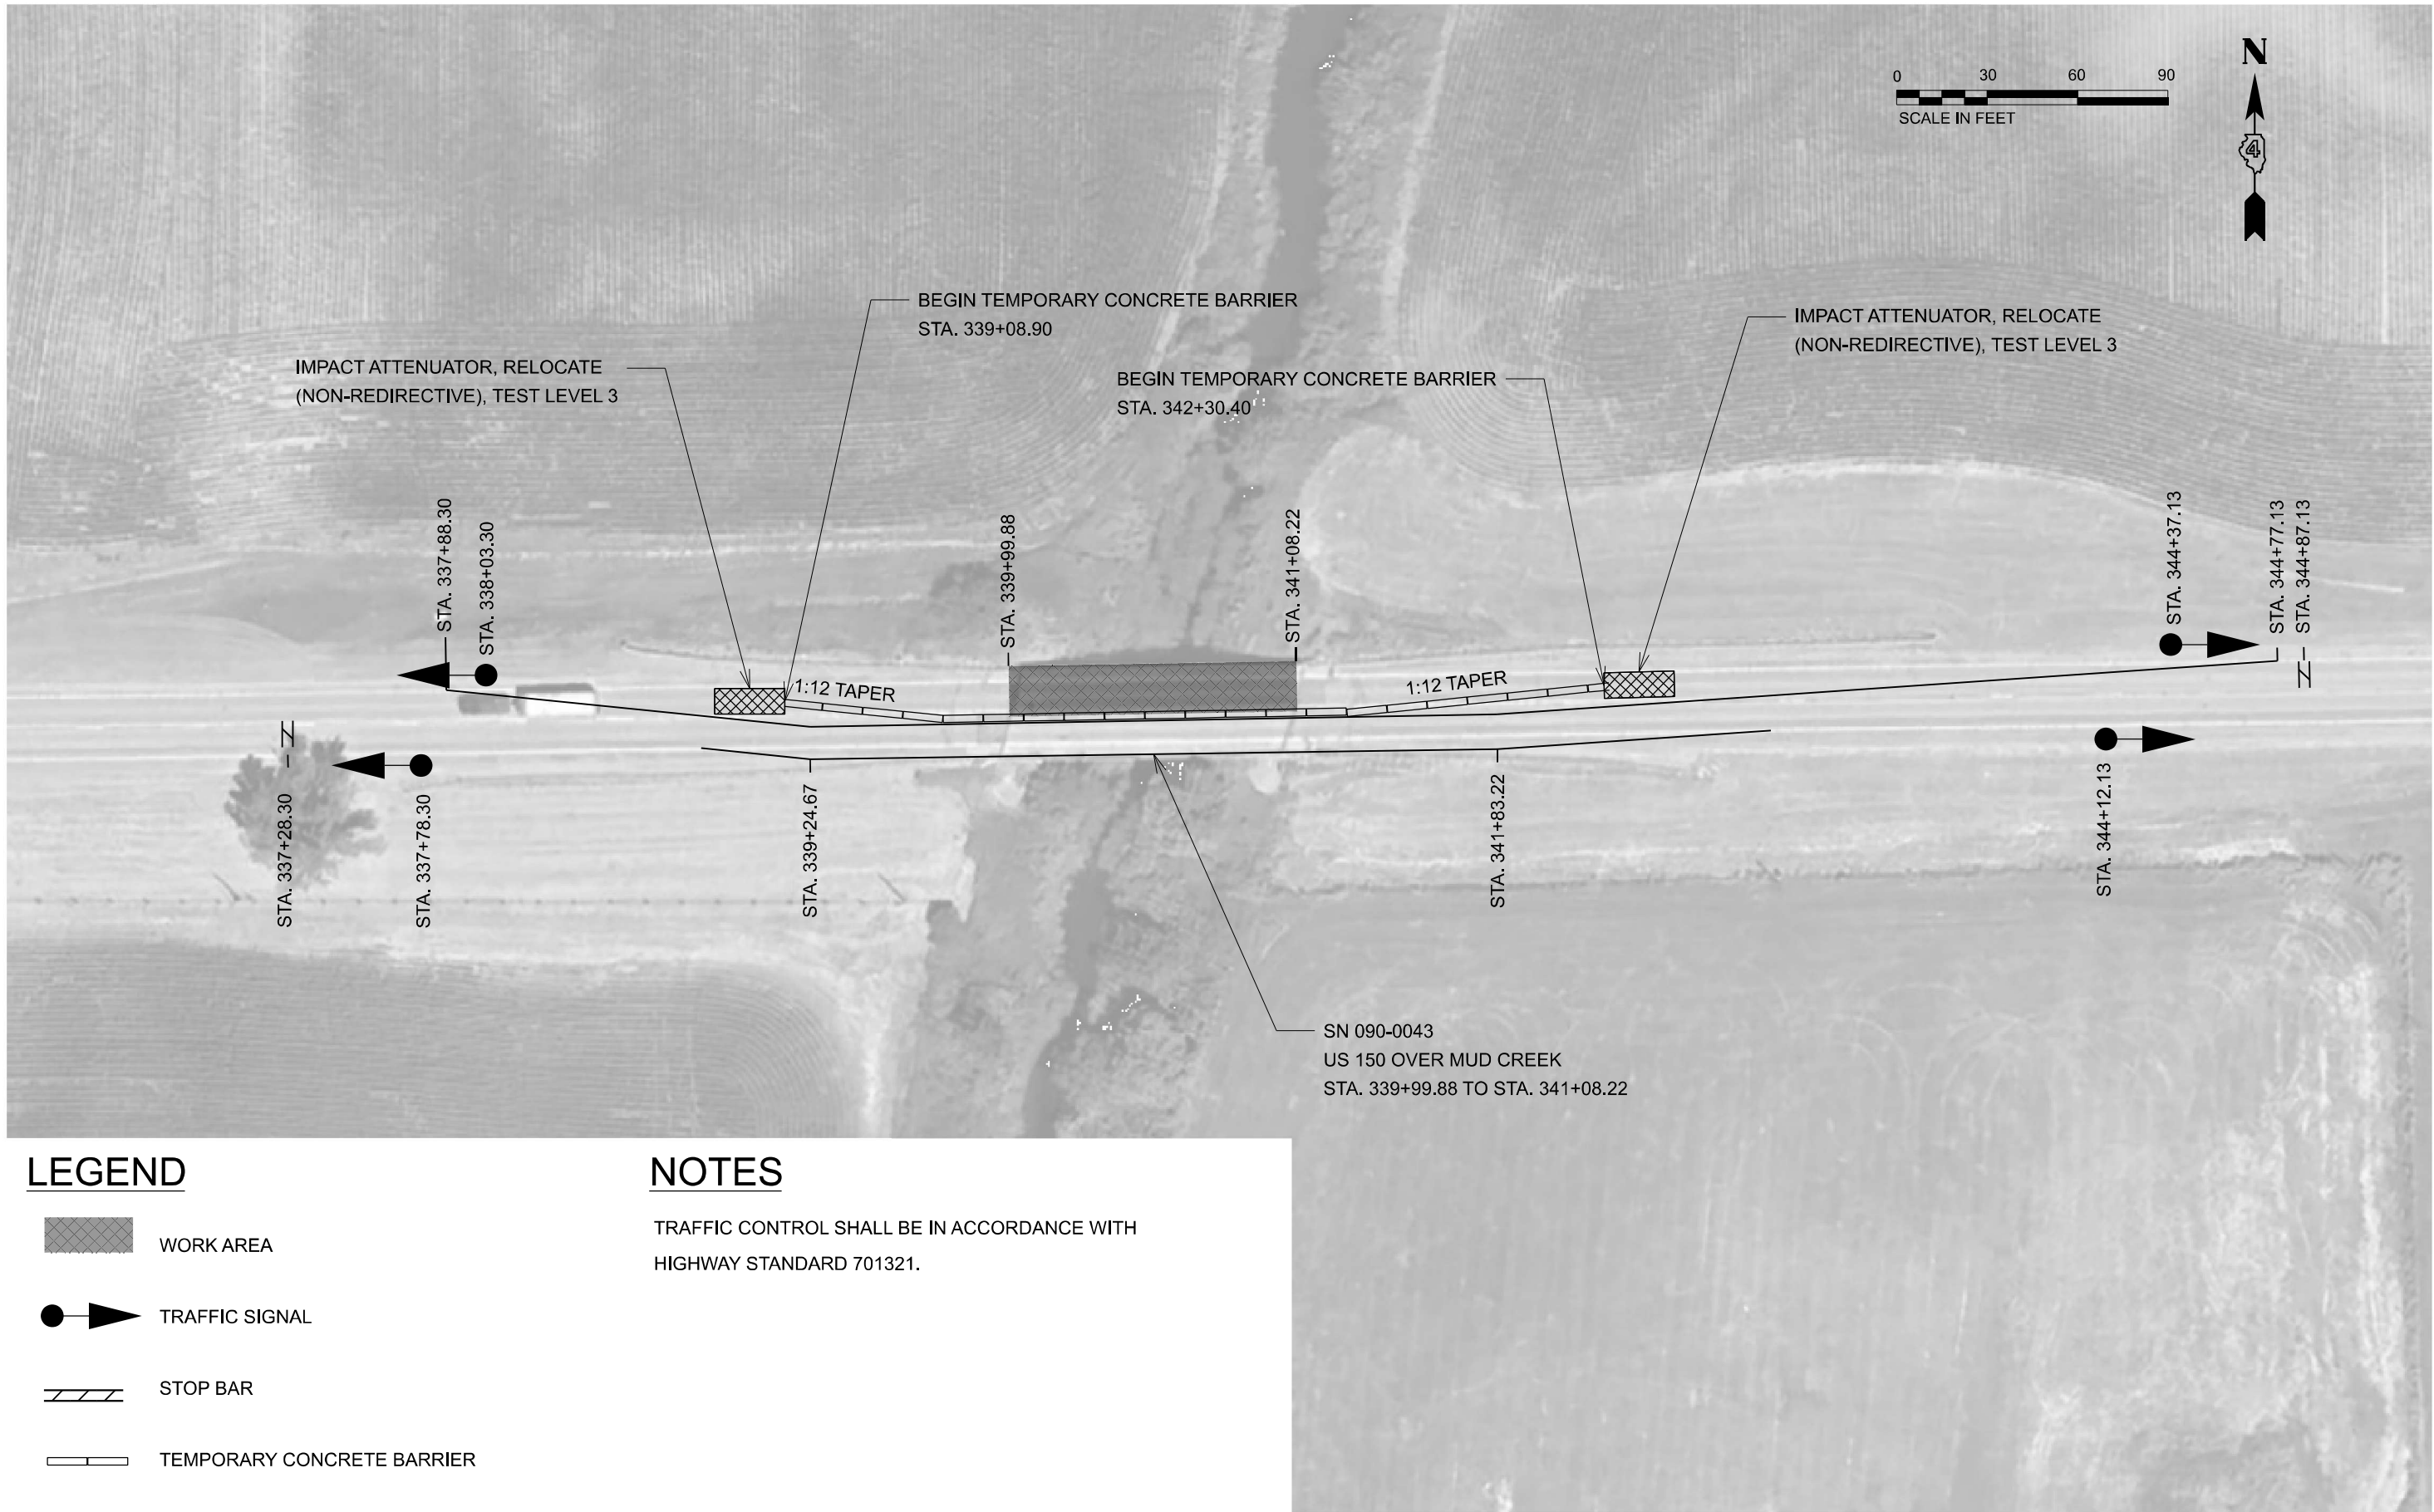 N
0 30 60 90
SCALE IN FEET
4
BEGIN TEMPORARY CONCRETE BARRIER
STA. 339+08.90
IMPACT ATTENUATOR, RELOCATE
(NON-REDIRECTIVE), TEST LEVEL 3
IMPACT ATTENUATOR, RELOCATE
(NON-REDIRECTIVE), TEST LEVEL 3
BEGIN TEMPORARY CONCRETE BARRIER
STA. 342+30.40
STA. 337+88.30
STA. 338+03.30
STA. 339+99.88
STA. 341+08.22
STA. 344+37.13
STA. 344+77.13
STA. 344+87.13
1:12 TAPER
1:12 TAPER
STA. 337+28.30
STA. 337+78.30
STA. 339+24.67
STA. 341+83.22
STA. 344+12.13
SN 090-0043
US 150 OVER MUD CREEK
STA. 339+99.88 TO STA. 341+08.22
LEGEND
WORK AREA
TRAFFIC SIGNAL
STOP BAR
TEMPORARY CONCRETE BARRIER
NOTES
TRAFFIC CONTROL SHALL BE IN ACCORDANCE WITH
HIGHWAY STANDARD 701321.